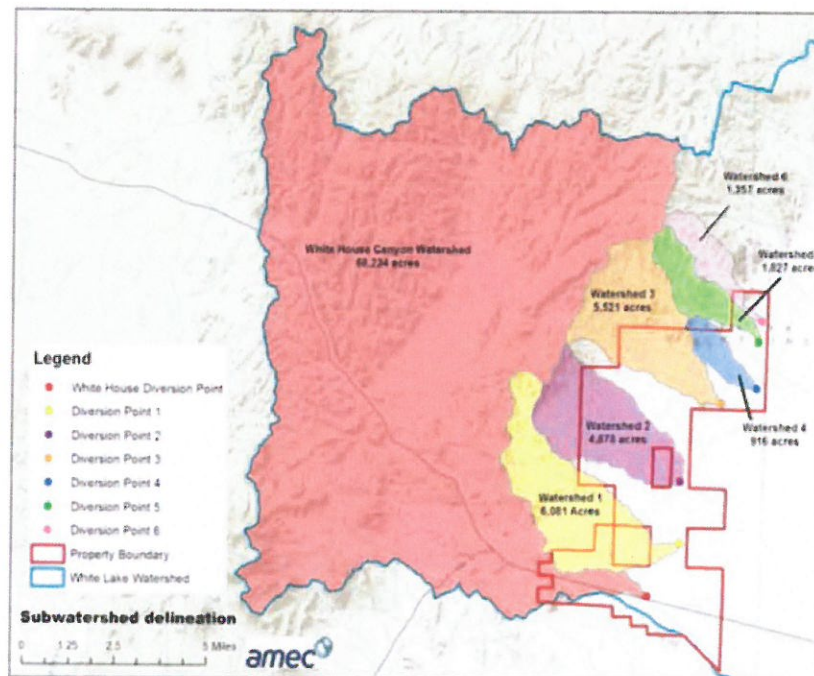 Watershed 6
1,357 acres
White House Canyon Watershed
68,234 acres
Watershed
1,827 acres
Watershed 3
5,521 acres
Watershed 2
4,878 acres
Watershed 4
916 acres
Watershed 1
6,081 Acres
Legend
White House Diversion Point
Diversion Point 1
Diversion Point 2
Diversion Point 3
Diversion Point 4
Diversion Point 5
Diversion Point 6
Property Boundary
White Lake Watershed
Subwatershed delineation
0 1.25 2.5 5 Miles
amec